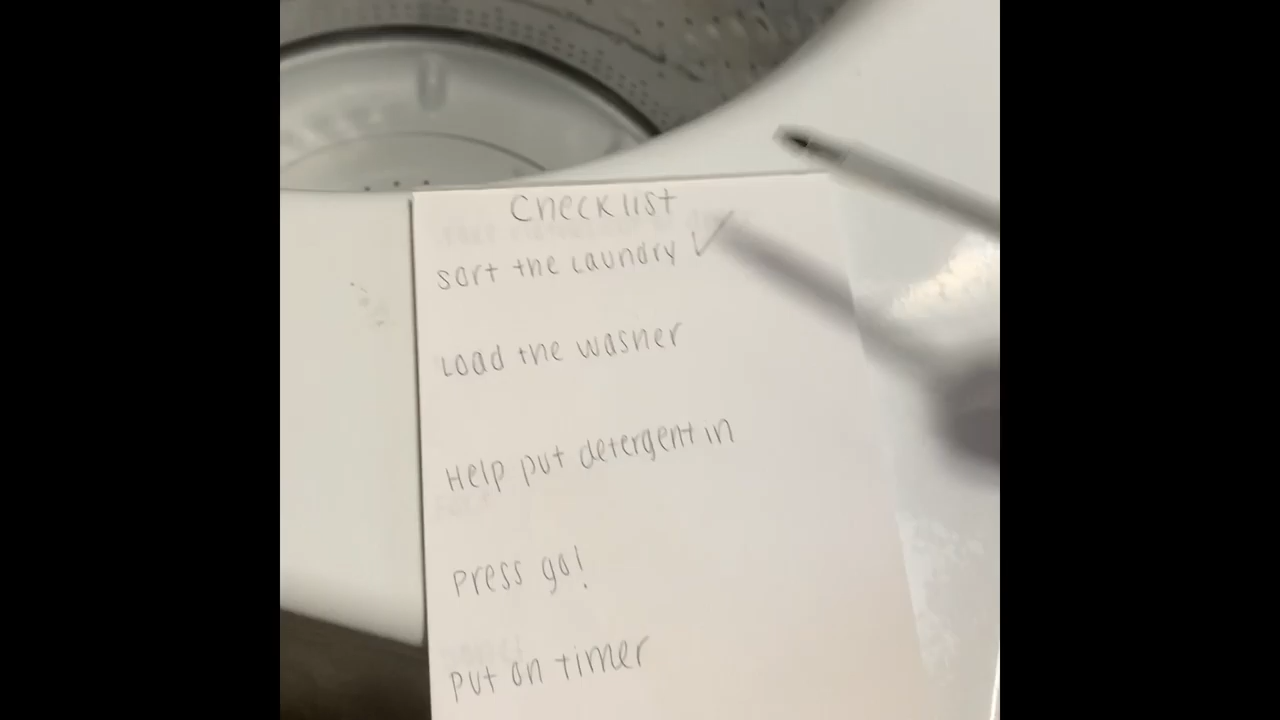 Checklist
sort the laundry ✓
Load the washer
Help put detergent in
press go!
put on timer